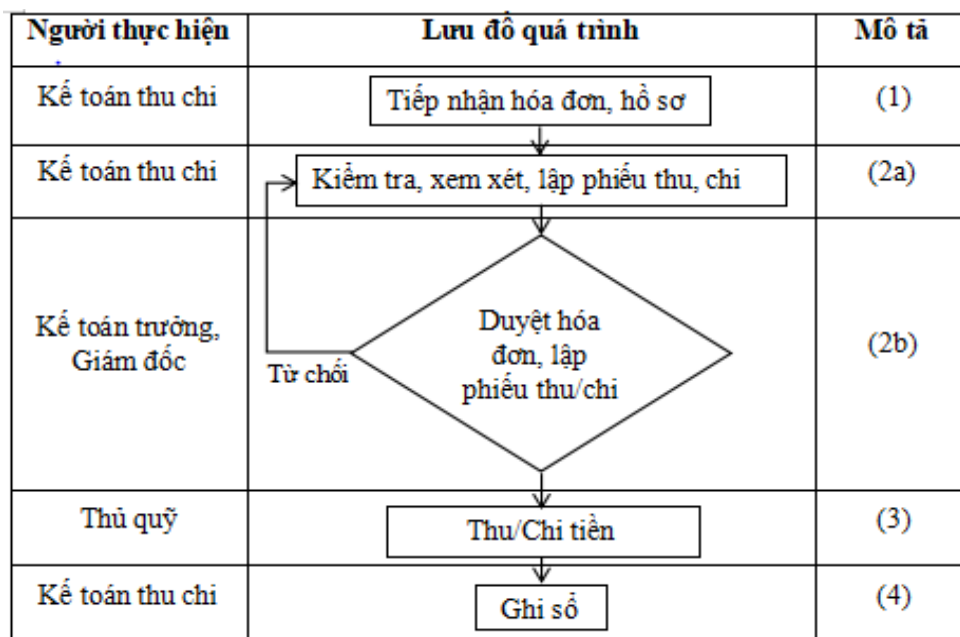 Người thực hiện Lưu đồ quá trình Mô tả
Kế toán thu chi Tiếp nhận hóa đơn, hồ sơ (1)
Kế toán thu chi Kiểm tra, xem xét, lập phiếu thu, chi (2a)
Kế toán trưởng,
Giám đốc
Từ chối
Duyệt hóa
đơn, lập
phiếu thu/chi
(2b)
Thủ quỹ Thu/Chi tiền (3)
Kế toán thu chi Ghi sổ (4)